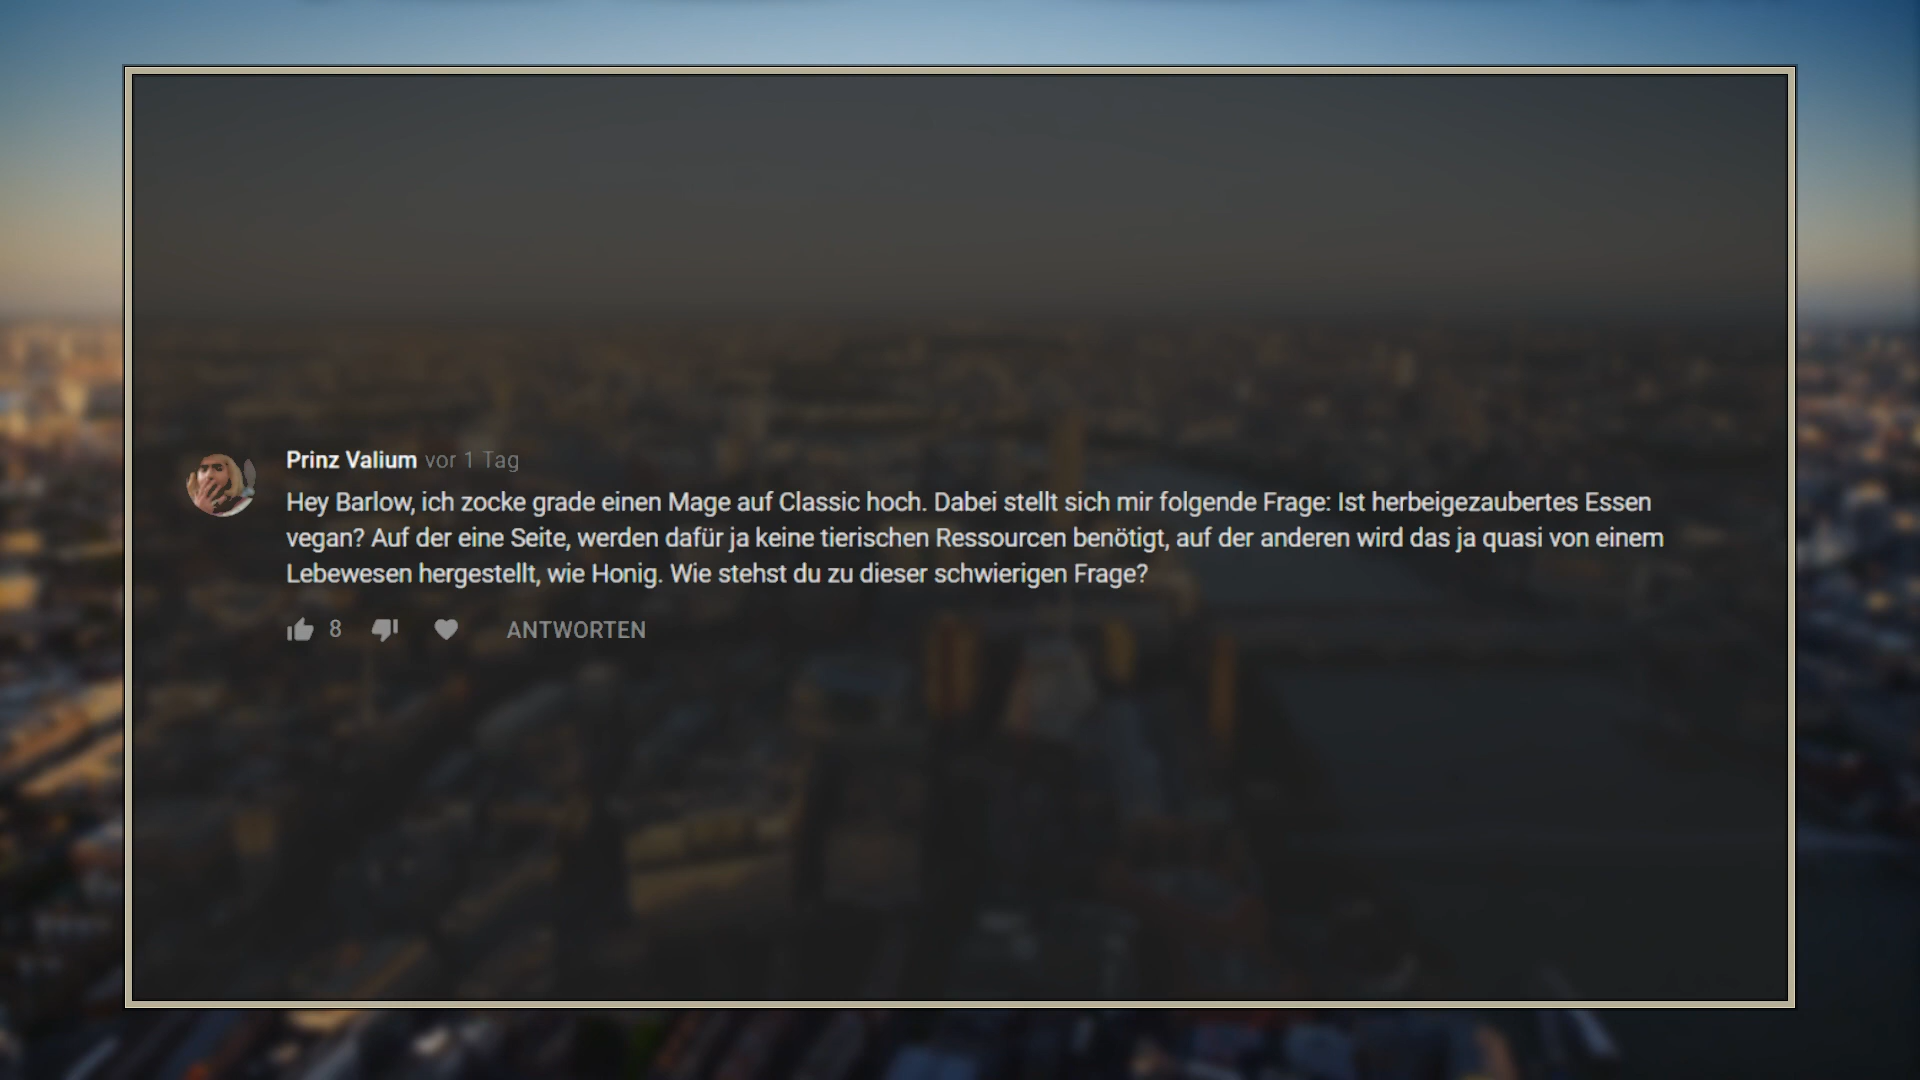 Prinz Valium vor 1 Tag
Hey Barlow, ich zocke grade einen Mage auf Classic hoch. Dabei stellt sich mir folgende Frage: Ist herbeigezaubertes Essen
vegan? Auf der eine Seite, werden dafür ja keine tierischen Ressourcen benötigt, auf der anderen wird das ja quasi von einem
Lebewesen hergestellt, wie Honig. Wie stehst du zu dieser schwierigen Frage?
8 ANTWORTEN